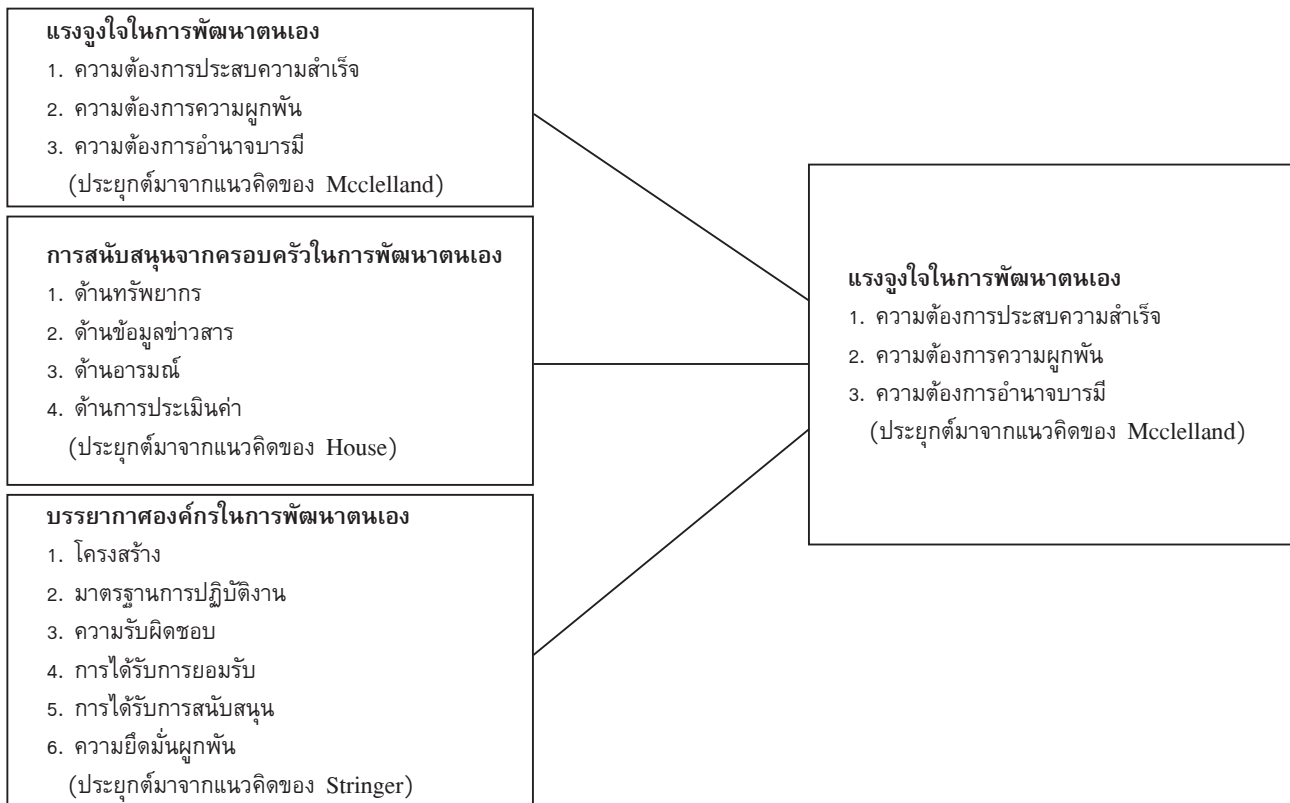 แรงจูงใจในการพัฒนาตนเอง
1. ความต้องการประสบความสำเร็จ
2. ความต้องการความผูกพัน
3. ความต้องการอำนาจบารมี
(ประยุกต์มาจากแนวคิดของ Mcclelland)
การสนับสนุนจากครอบครัวในการพัฒนาตนเอง
1. ด้านทรัพยากร
2. ด้านข้อมูลข่าวสาร
3. ด้านอารมณ์
4. ด้านการประเมินค่า
(ประยุกต์มาจากแนวคิดของ House)
บรรยากาศองค์กรในการพัฒนาตนเอง
1. โครงสร้าง
2. มาตรฐานการปฏิบัติงาน
3. ความรับผิดชอบ
4. การได้รับการยอมรับ
5. การได้รับการสนับสนุน
6. ความยึดมั่นผูกพัน
(ประยุกต์มาจากแนวคิดของ Stringer)
แรงจูงใจในการพัฒนาตนเอง
1. ความต้องการประสบความสำเร็จ
2. ความต้องการความผูกพัน
3. ความต้องการอำนาจบารมี
(ประยุกต์มาจากแนวคิดของ Mcclelland)